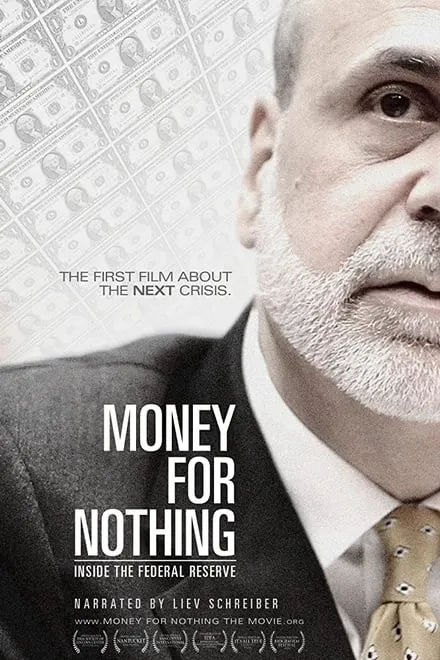 THE FIRST FILM ABOUT
THE NEXT CRISIS.
MONEY
FOR
NOTHING
INSIDE THE FEDERAL RESERVE
NARRATED BY LIEV SCHREIBER
WWW.MONEY FOR NOTHING THE MOVIE.ORG